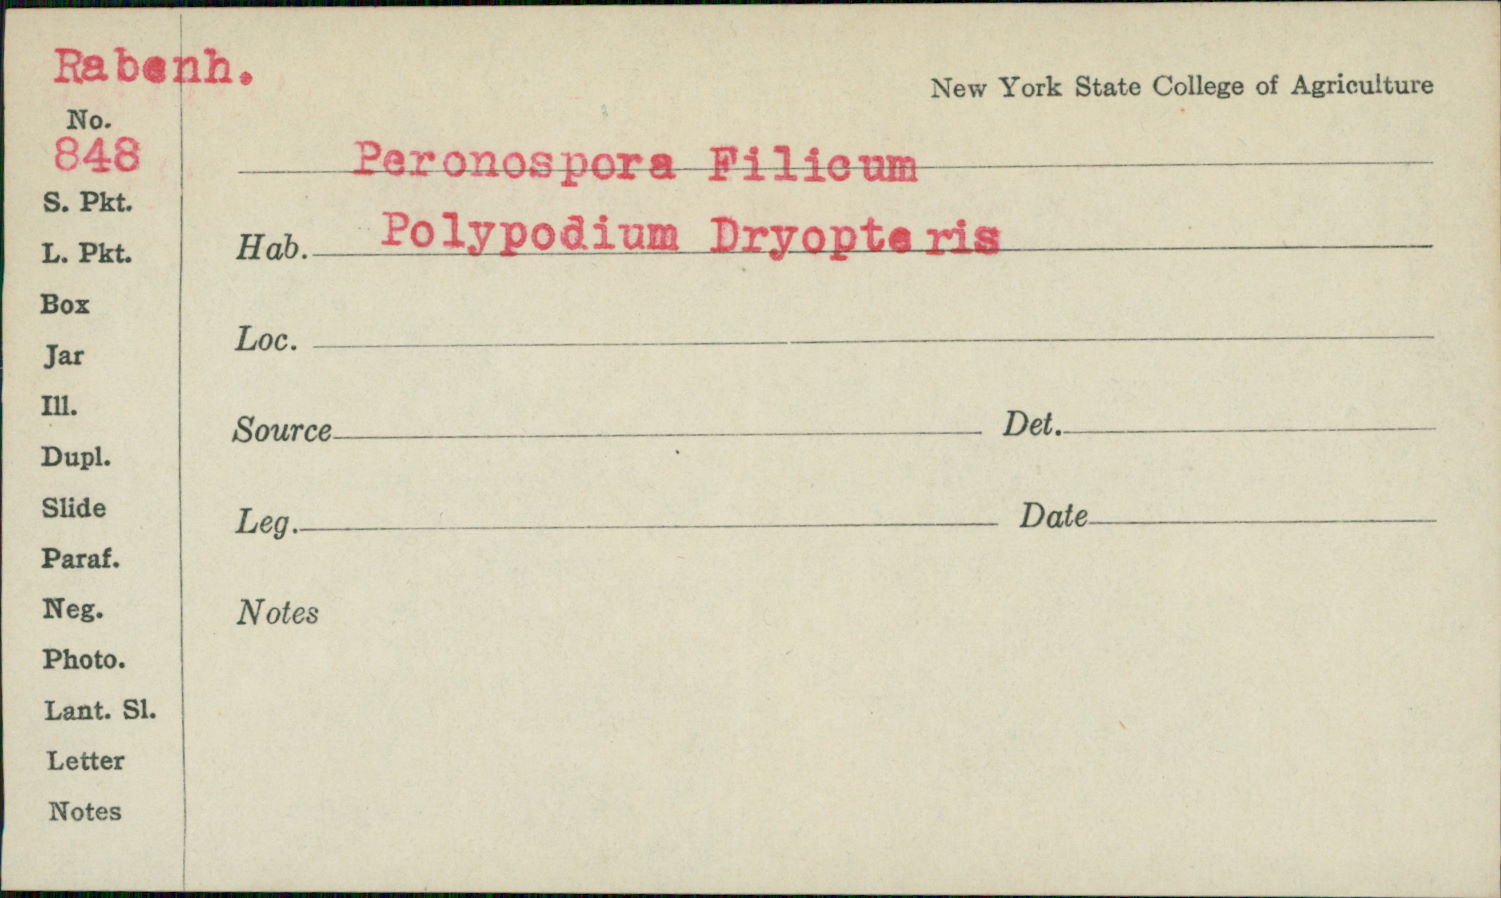 Rabenh.
New York State College of Agriculture
No.
848
Peronospora Filicum
S. Pkt.
Hab. Polypodium Dryopteris
L. Pkt.
Box
Loc.
Jar
Ill.
Source Det.
Dupl.
Slide
Leg. Date
Paraf.
Neg.
Notes
Photo.
Lant. Sl.
Letter
Notes